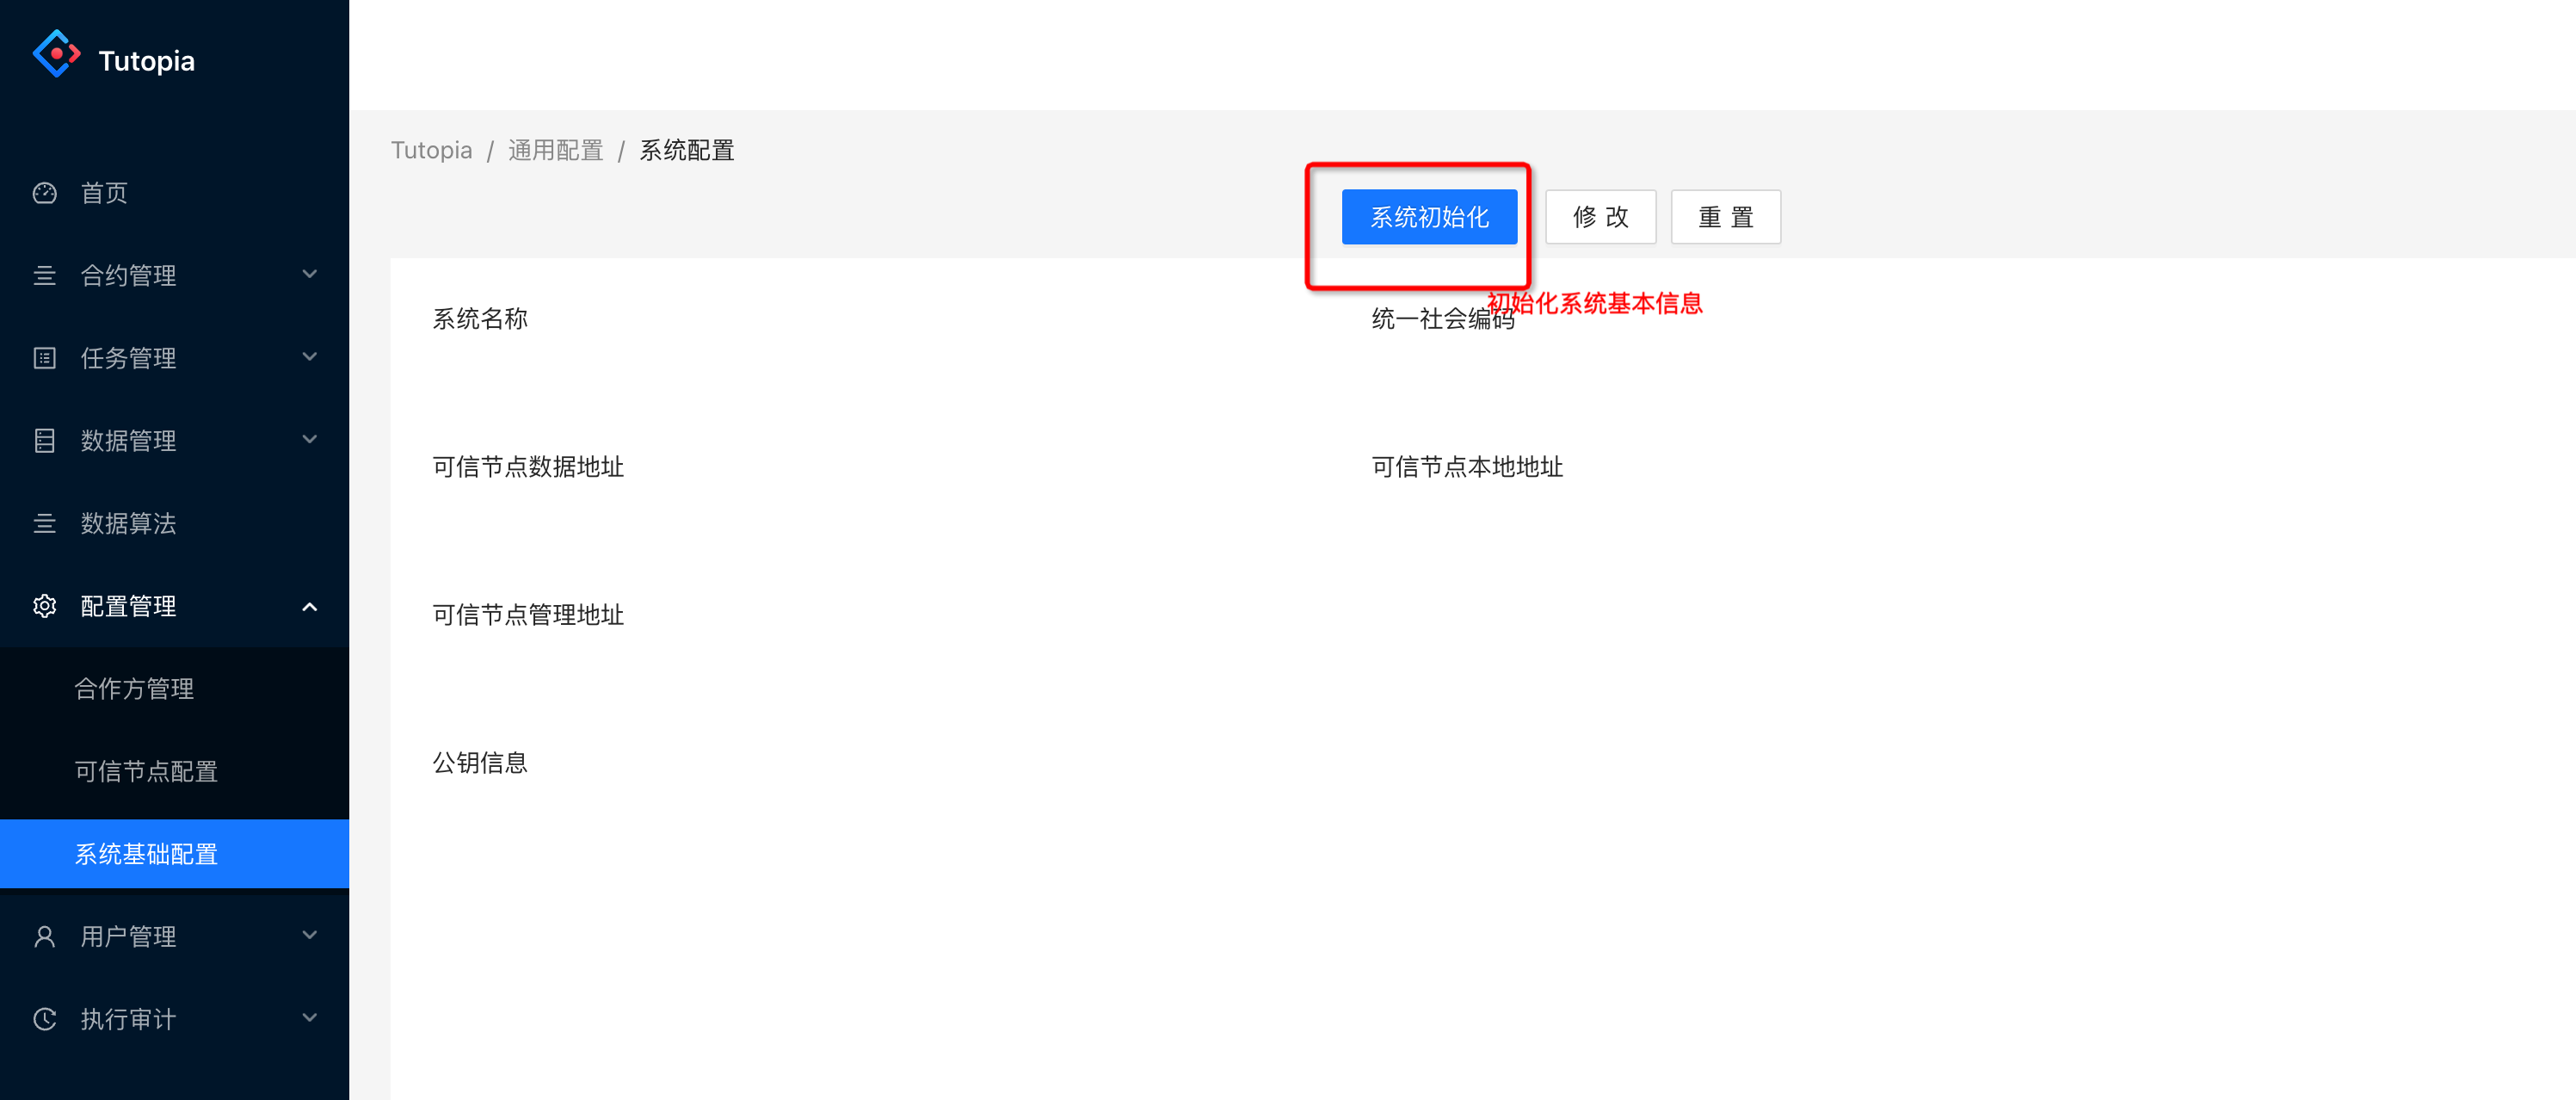 Tutopia
首页
合约管理
任务管理
数据管理
数据算法
配置管理
合作方管理
可信节点配置
系统基础配置
用户管理
执行审计
Tutopia / 通用配置 / 系统配置
系统初始化 修 改 重 置
初始化系统基本信息
系统名称 统一社会编码
可信节点数据地址 可信节点本地地址
可信节点管理地址
公钥信息